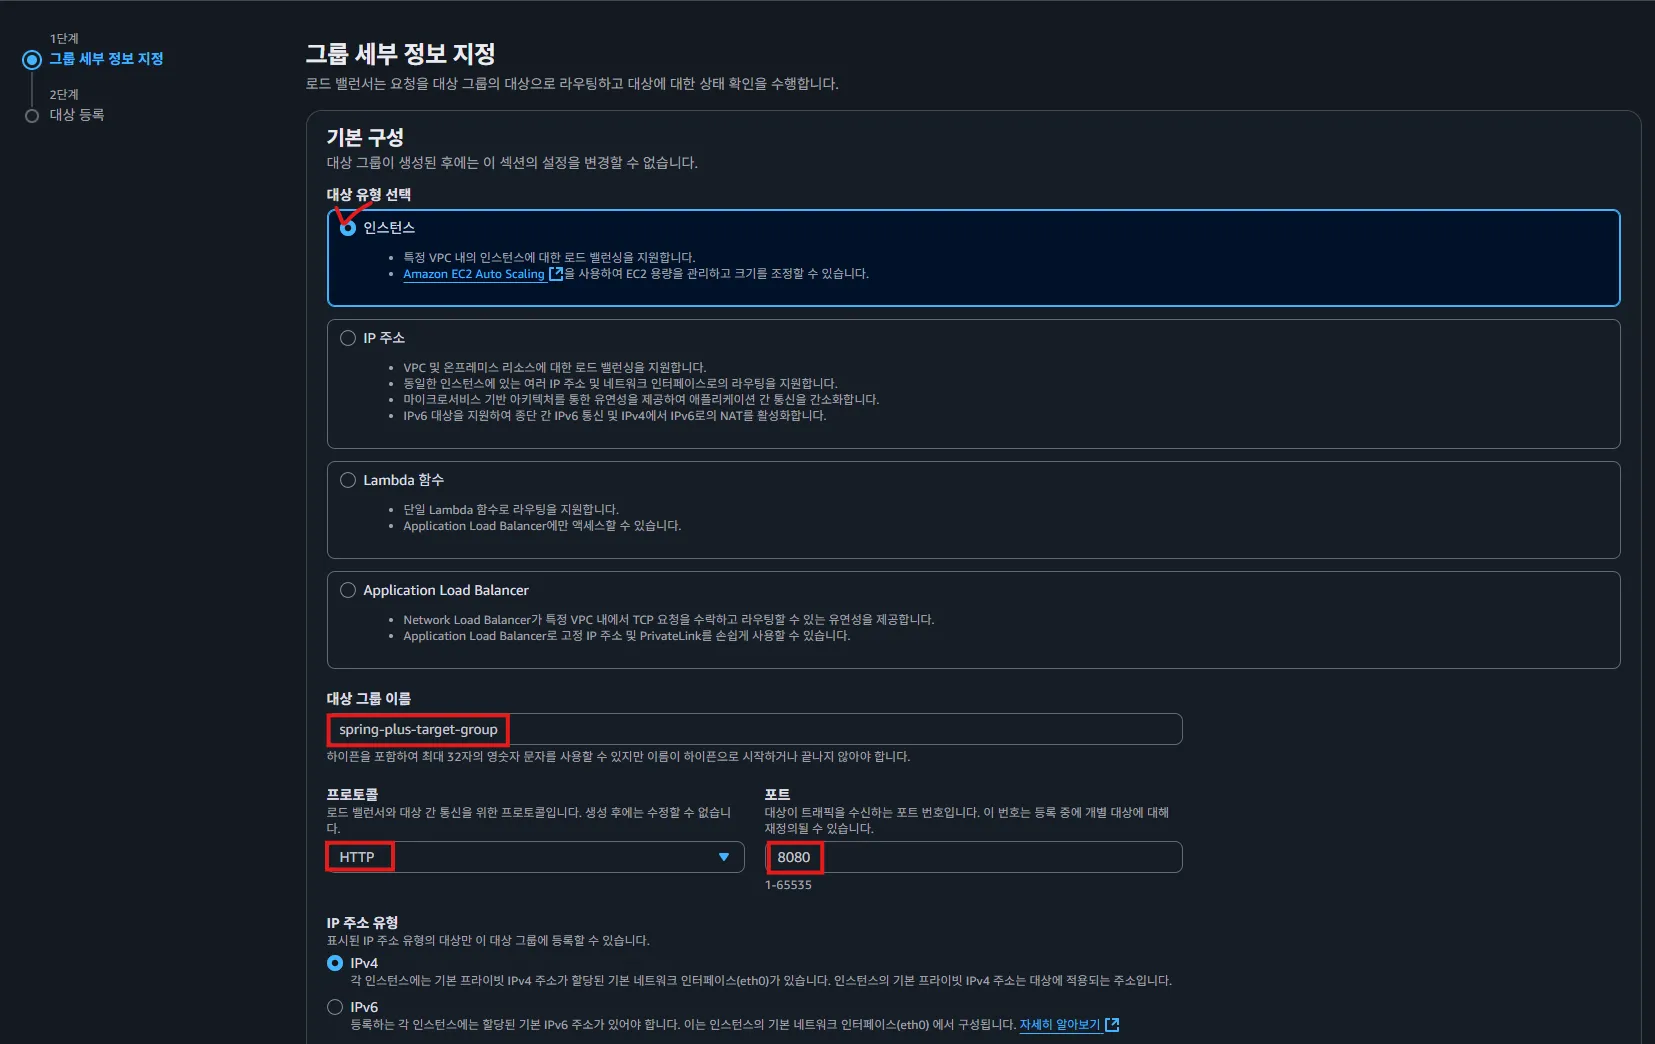 1단계
그룹 세부 정보 지정
2단계
대상 등록
그룹 세부 정보 지정
로드 밸런서는 요청을 대상 그룹의 대상으로 라우팅하고 대상에 대한 상태 확인을 수행합니다.
기본 구성
대상 그룹이 생성된 후에는 이 섹션의 설정을 변경할 수 없습니다.
대상 유형 선택
인스턴스
특정 VPC 내의 인스턴스에 대한 로드 밸런싱을 지원합니다.
Amazon EC2 Auto Scaling을 사용하여 EC2 용량을 관리하고 크기를 조정할 수 있습니다.
IP 주소
VPC 및 온프레미스 리소스에 대한 로드 밸런싱을 지원합니다.
동일한 인스턴스에 있는 여러 IP 주소 및 네트워크 인터페이스로의 라우팅을 지원합니다.
마이크로서비스 기반 아키텍처를 통한 유연성을 제공하여 애플리케이션 간 통신을 간소화합니다.
IPv6 대상을 지원하여 종단 간 IPv6 통신 및 IPv4에서 IPv6로의 NAT를 활성화합니다.
Lambda 함수
단일 Lambda 함수로 라우팅을 지원합니다.
Application Load Balancer에만 액세스할 수 있습니다.
Application Load Balancer
Network Load Balancer가 특정 VPC 내에서 TCP 요청을 수락하고 라우팅할 수 있는 유연성을 제공합니다.
Application Load Balancer로 고정 IP 주소 및 PrivateLink를 손쉽게 사용할 수 있습니다.
대상 그룹 이름
spring-plus-target-group
하이픈을 포함하여 최대 32자의 영숫자 문자를 사용할 수 있지만 이름이 하이픈으로 시작하거나 끝나지 않아야 합니다.
프로토콜
로드 밸런서와 대상 간 통신을 위한 프로토콜입니다. 생성 후에는 수정할 수 없습니
다.
HTTP
포트
대상이 트래픽을 수신하는 포트 번호입니다. 이 번호는 등록 중에 개별 대상에 대해
재정의될 수 있습니다.
8080
1-65535
IP 주소 유형
표시된 IP 주소 유형의 대상만 이 대상 그룹에 등록할 수 있습니다.
IPv4
각 인스턴스에는 기본 프라이빗 IPv4 주소가 할당된 기본 네트워크 인터페이스(eth0)가 있습니다. 인스턴스의 기본 프라이빗 IPv4 주소는 대상에 적용되는 주소입니다.
IPv6
등록하는 각 인스턴스에는 할당된 기본 IPv6 주소가 있어야 합니다. 이는 인스턴스의 기본 네트워크 인터페이스(eth0) 에서 구성됩니다. 자세히 알아보기